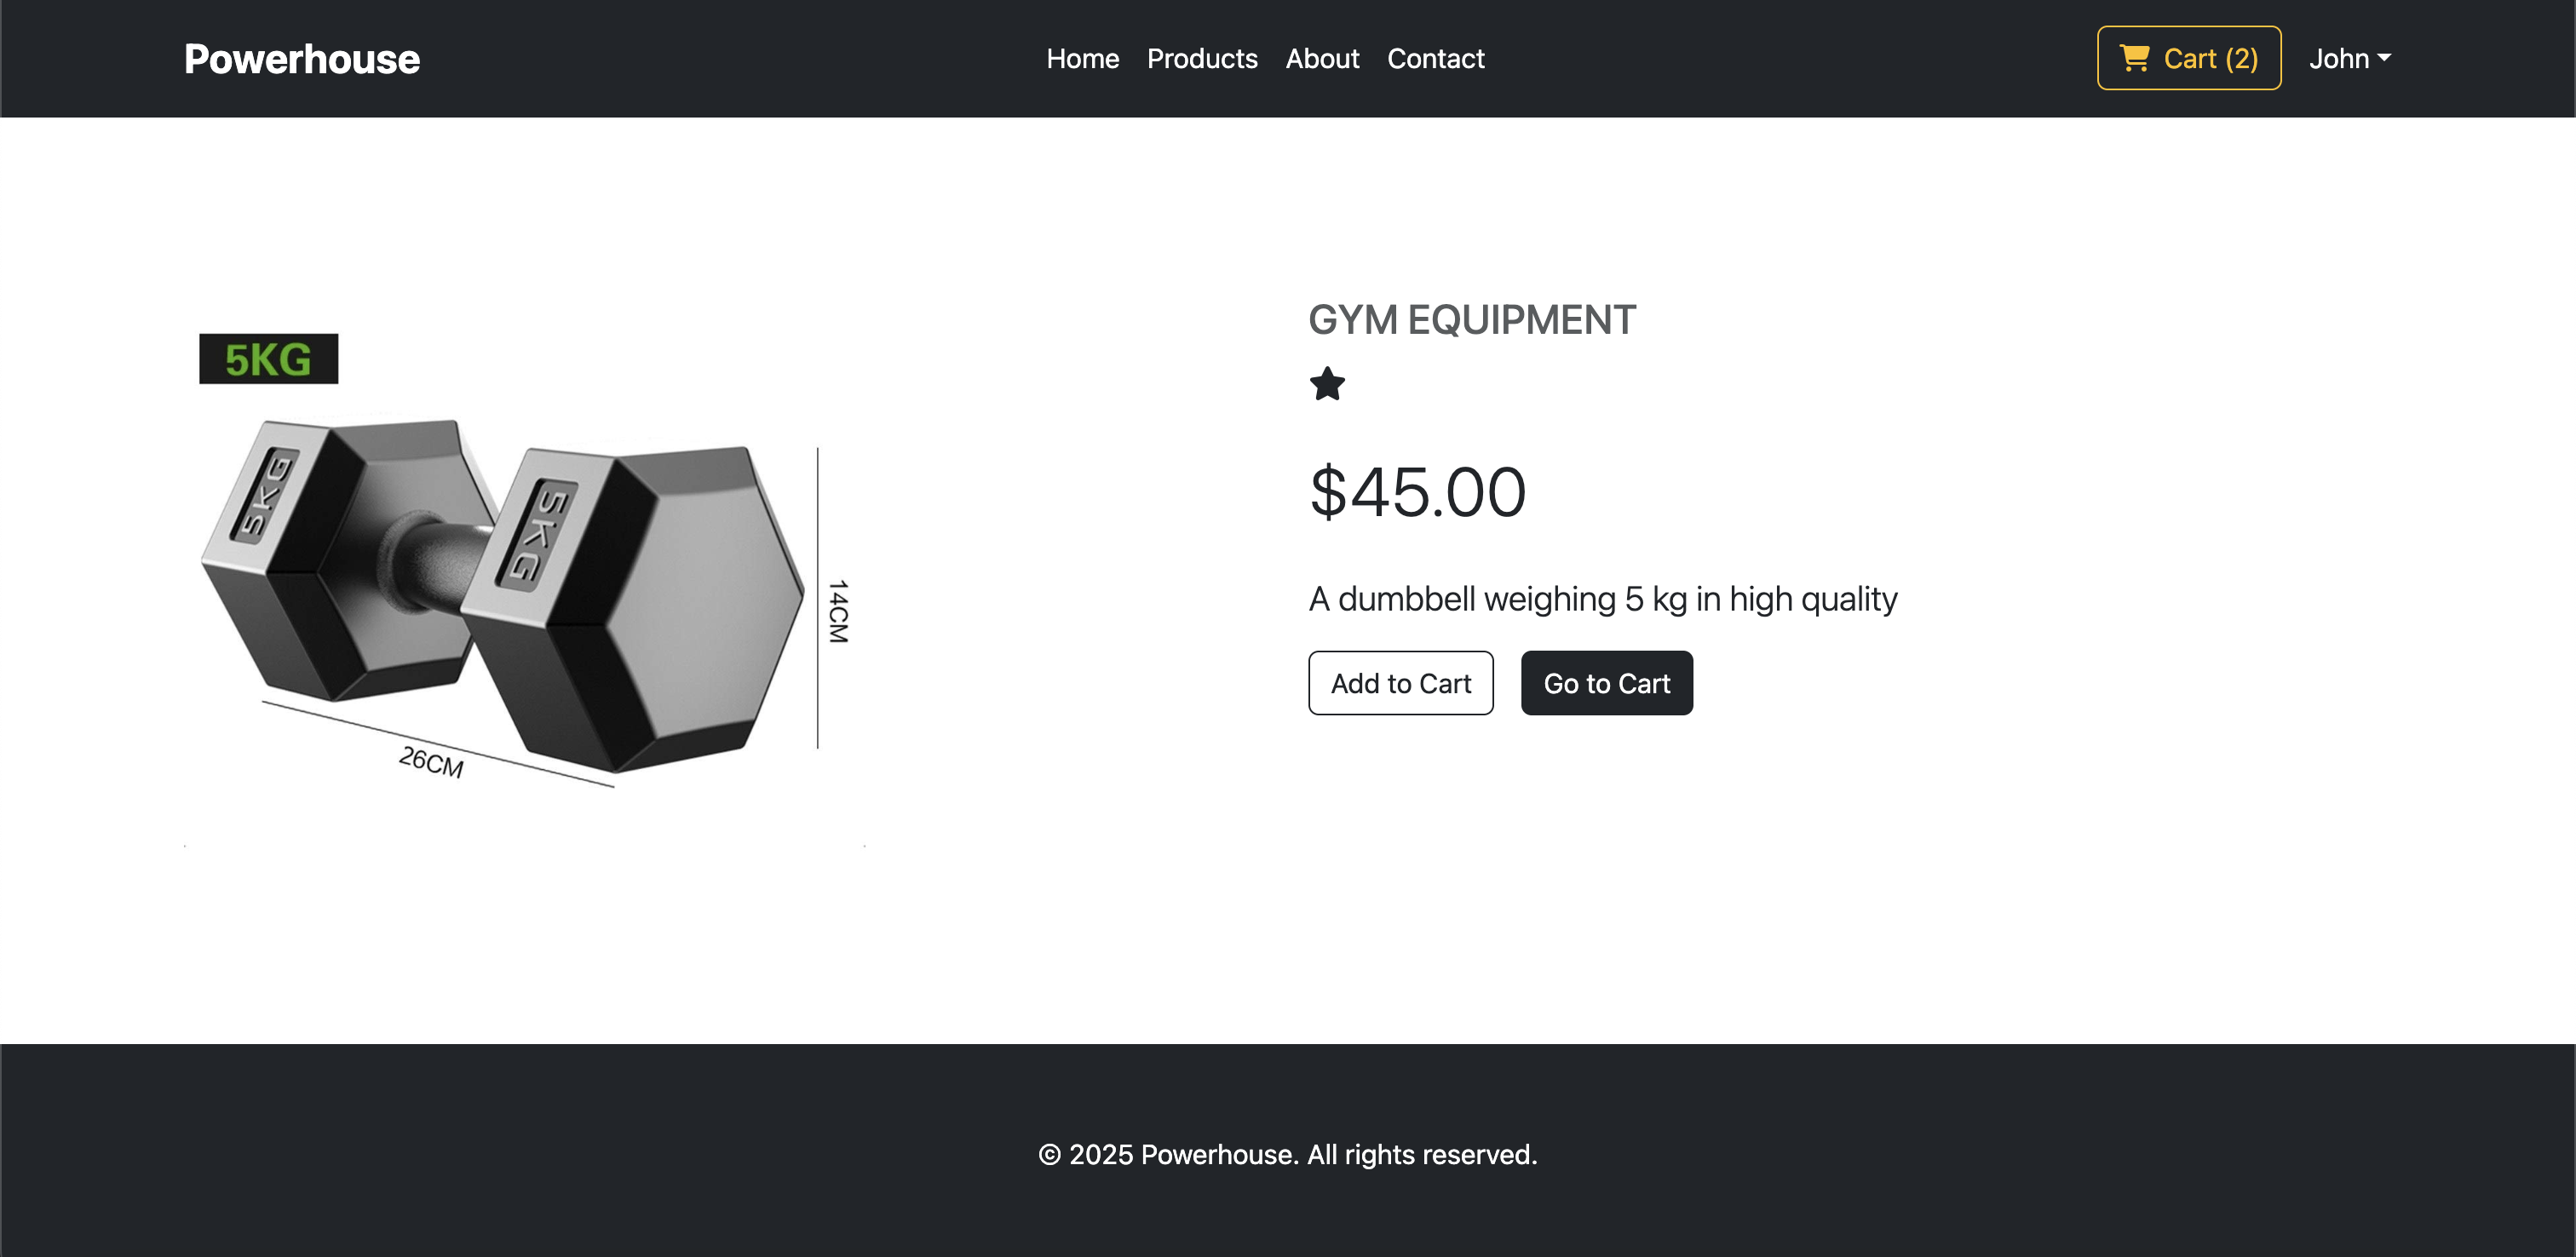 Powerhouse
Home Products About Contact
Cart (2) John
GYM EQUIPMENT
5KG
$45.00
5KG
5KG
14CM
A dumbbell weighing 5 kg in high quality
Add to Cart Go to Cart
26CM
© 2025 Powerhouse. All rights reserved.